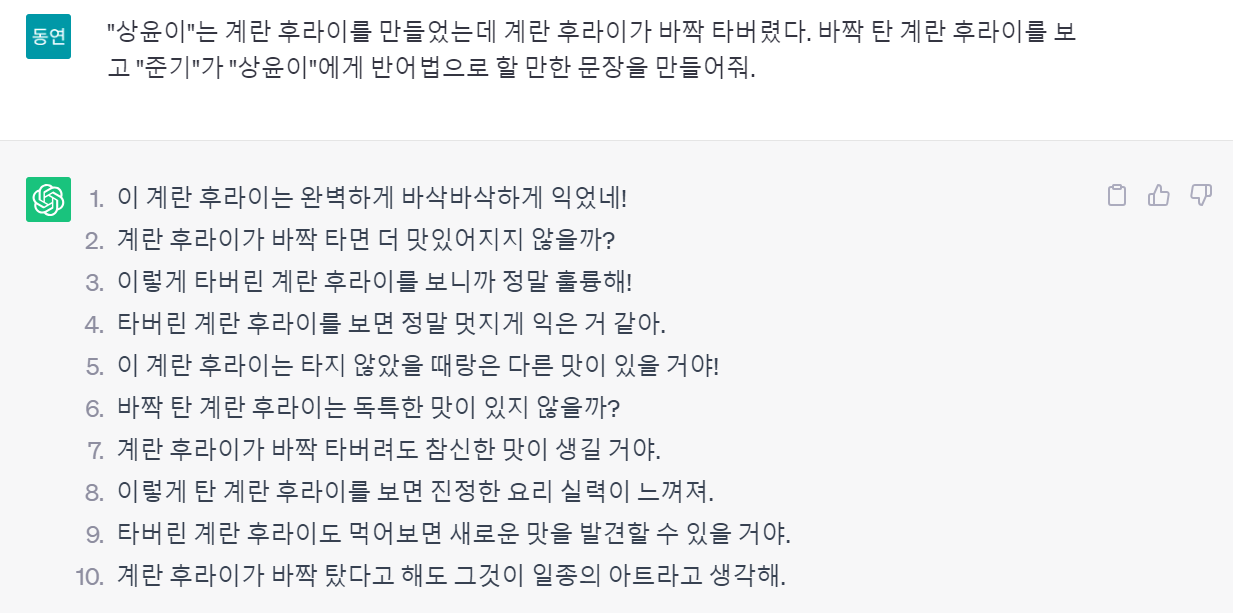 동연
"상윤이"는 계란 후라이를 만들었는데 계란 후라이가 바짝 타버렸다. 바짝 탄 계란 후라이를 보
고 "준기"가 "상윤이"에게 반어법으로 할 만한 문장을 만들어줘.
1. 이 계란 후라이는 완벽하게 바삭바삭하게 익었네!
2. 계란 후라이가 바짝 타면 더 맛있어지지 않을까?
3. 이렇게 타버린 계란 후라이를 보니까 정말 훌륭해!
4. 타버린 계란 후라이를 보면 정말 멋지게 익은 거 같아.
5. 이 계란 후라이는 타지 않았을 때랑은 다른 맛이 있을 거야!
6. 바짝 탄 계란 후라이는 독특한 맛이 있지 않을까?
7. 계란 후라이가 바짝 타버려도 참신한 맛이 생길 거야.
8. 이렇게 탄 계란 후라이를 보면 진정한 요리 실력이 느껴져.
9. 타버린 계란 후라이도 먹어보면 새로운 맛을 발견할 수 있을 거야.
10. 계란 후라이가 바짝 탔다고 해도 그것이 일종의 아트라고 생각해.